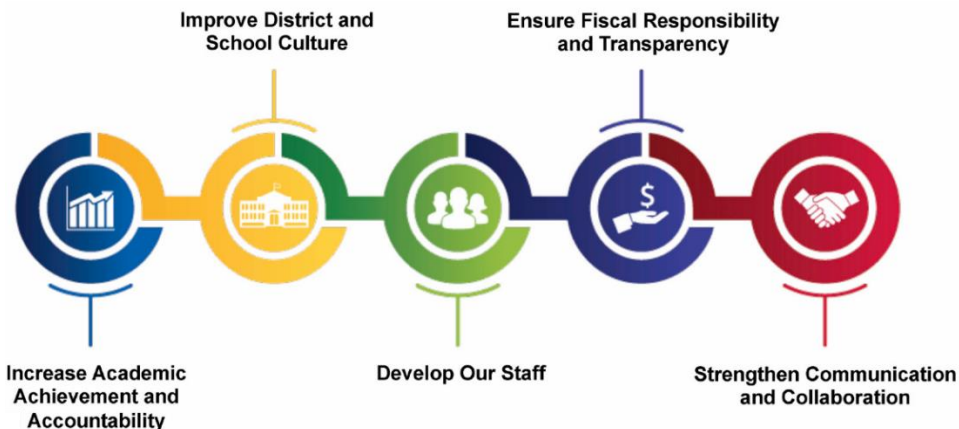 Improve District and
School Culture
Ensure Fiscal Responsibility
and Transparency
$
Increase Academic
Achievement and
Accountability
Develop Our Staff
Strengthen Communication
and Collaboration